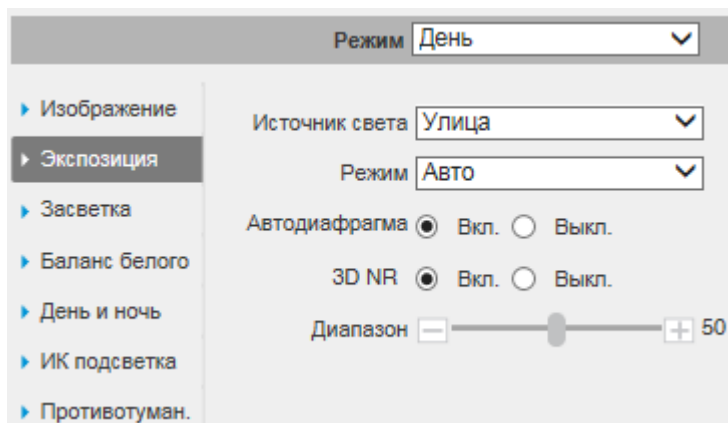 Режим День
Изображение
Экспозиция
Засветка
Баланс белого
День и ночь
ИК подсветка
Противотуман.
Источник света Улица
Режим Авто
Автодиафрагма Вкл. Выкл.
3D NR Вкл. Выкл.
Диапазон 50